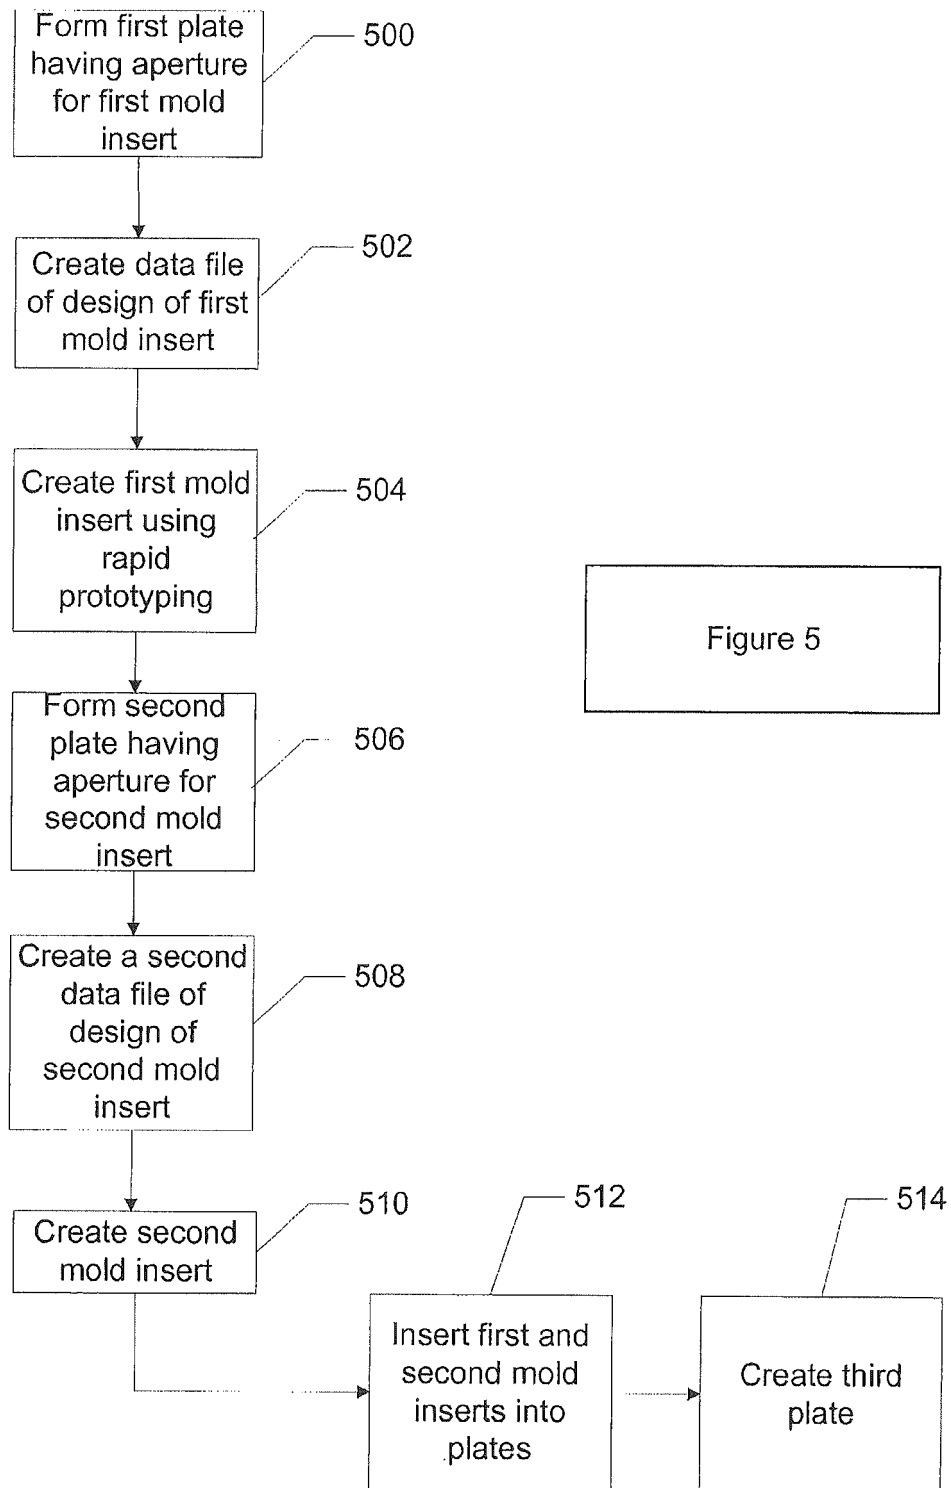 Form first plate
having aperture
for first mold
insert
500
Create data file
of design of first
mold insert
502
Create first mold
insert using
rapid
prototyping
504
Figure 5
Form second
plate having
aperture for
second mold
insert
506
Create a second
data file of
design of
second mold
insert
508
Create second
mold insert
510
Insert first and
second mold
inserts into
plates
512
Create third
plate
514